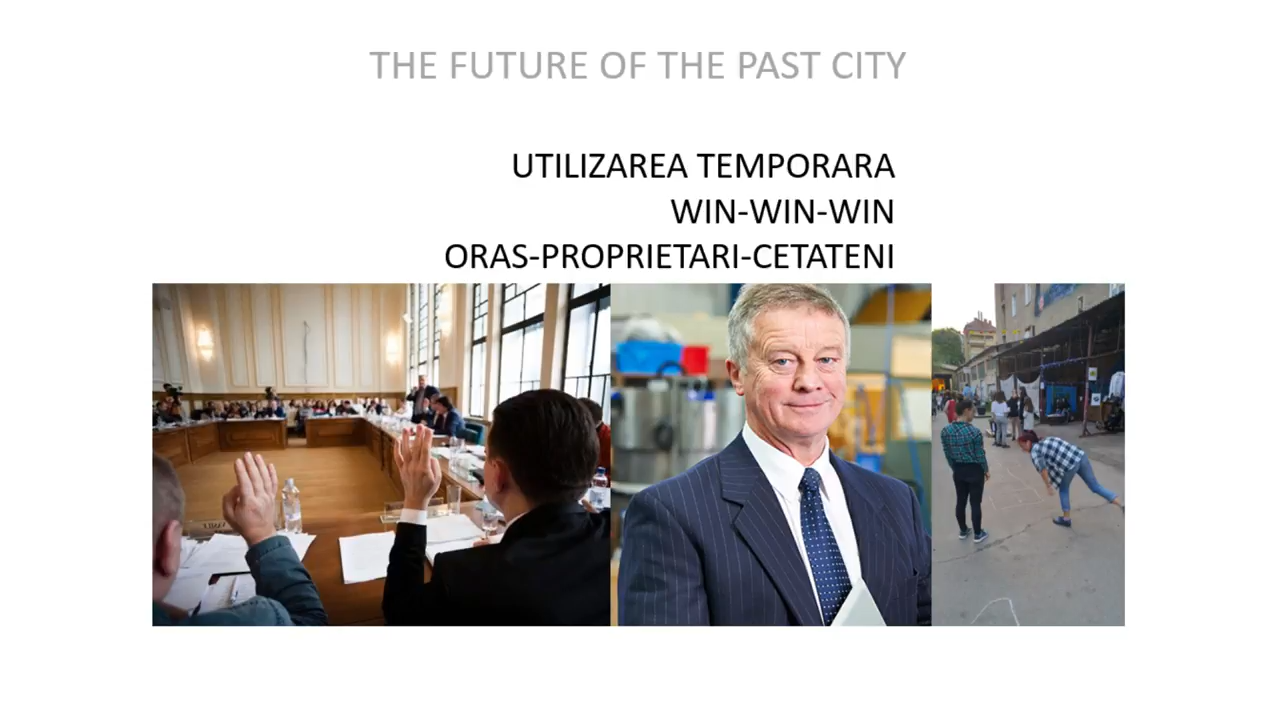 THE FUTURE OF THE PAST CITY
UTILIZAREA TEMPORARA
WIN-WIN-WIN
ORAS-PROPRIETARI-CETATENI